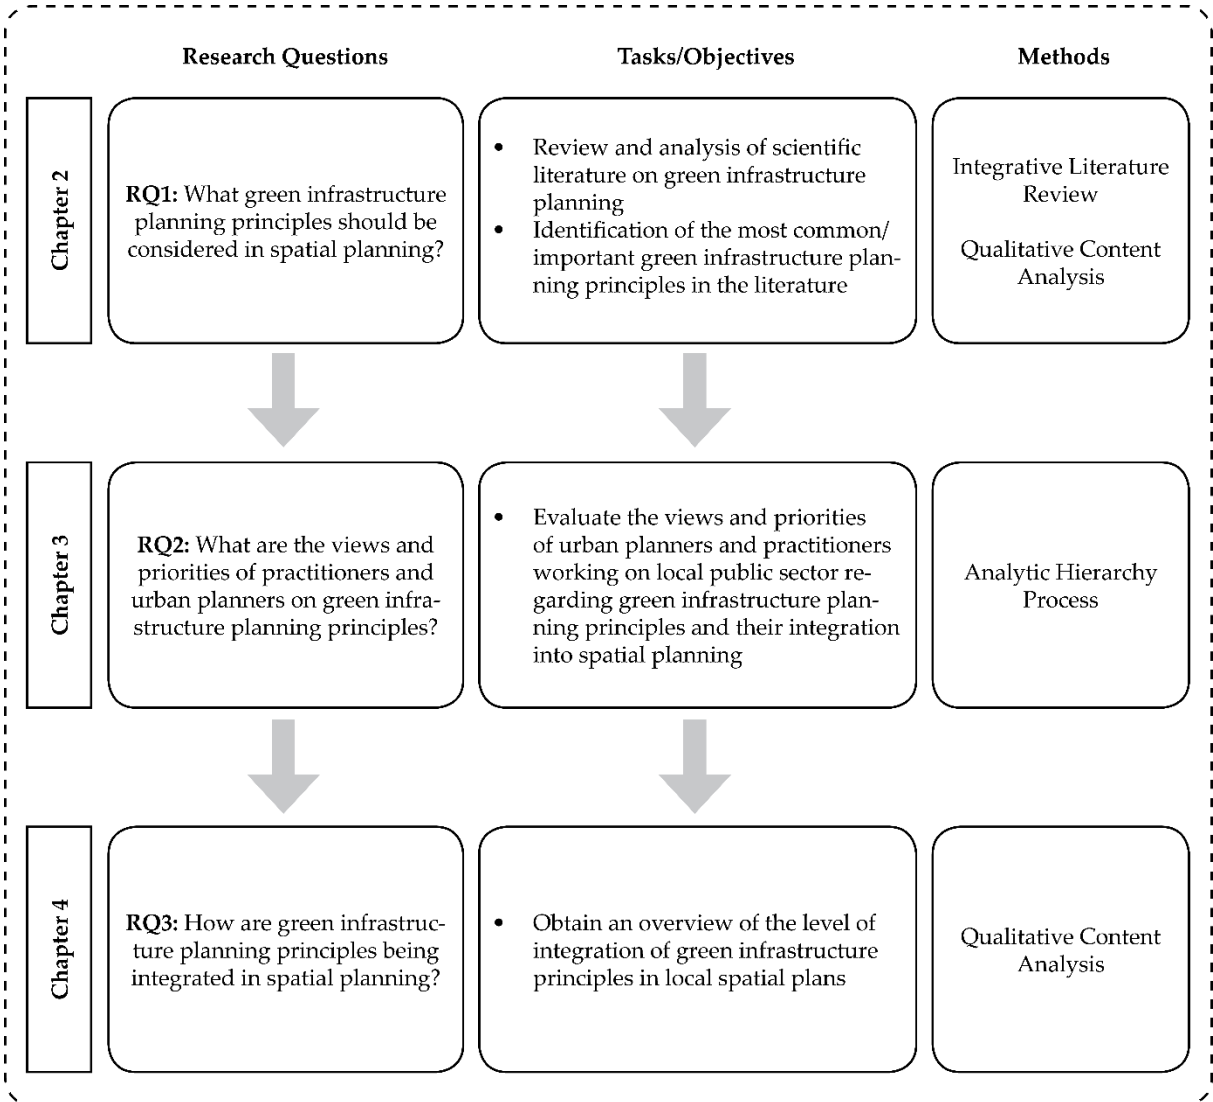 Research Questions
Tasks/Objectives
Methods
Chapter 2
RQ1: What green infrastructure
planning principles should be
considered in spatial planning?
• Review and analysis of scientific
literature on green infrastructure
planning
• Identification of the most common/
important green infrastructure plan-
ning principles in the literature
Integrative Literature
Review
Qualitative Content
Analysis
Chapter 3
RQ2: What are the views and
priorities of practitioners and
urban planners on green infra-
structure planning principles?
• Evaluate the views and priorities
of urban planners and practitioners
working on local public sector re-
garding green infrastructure plan-
ning principles and their integration
into spatial planning
Analytic Hierarchy
Process
Chapter 4
RQ3: How are green infrastruc-
ture planning principles being
integrated in spatial planning?
• Obtain an overview of the level of
integration of green infrastructure
principles in local spatial plans
Qualitative Content
Analysis